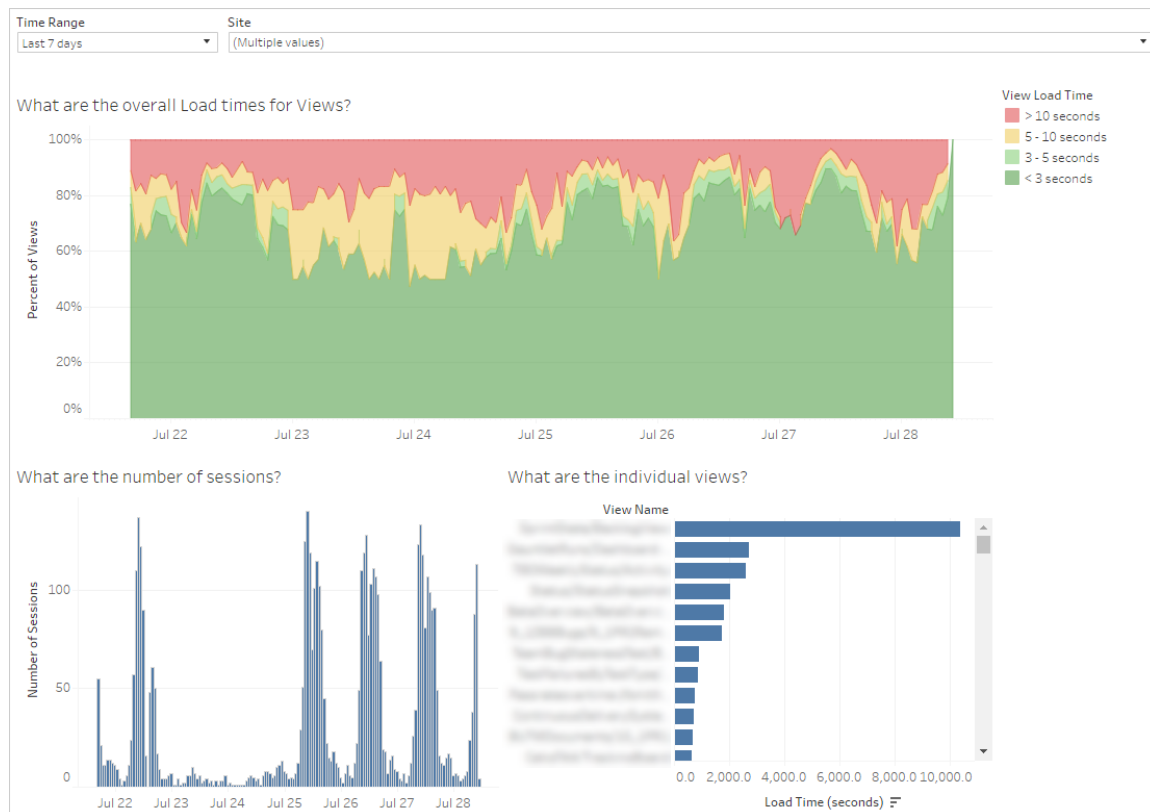 Time Range
Site
Last 7 days
(Multiple values)
What are the overall Load times for Views?
View Load Time
> 10 seconds
5 - 10 seconds
3 - 5 seconds
< 3 seconds
Percent of Views
100%
80%
60%
40%
20%
0%
Jul 22 Jul 23 Jul 24 Jul 25 Jul 26 Jul 27 Jul 28
What are the number of sessions?
Number of Sessions
100
50
0
Jul 22 Jul 23 Jul 24 Jul 25 Jul 26 Jul 27 Jul 28
What are the individual views?
View Name
0.0 2,000.0 4,000.0 6,000.0 8,000.0 10,000.0
Load Time (seconds)